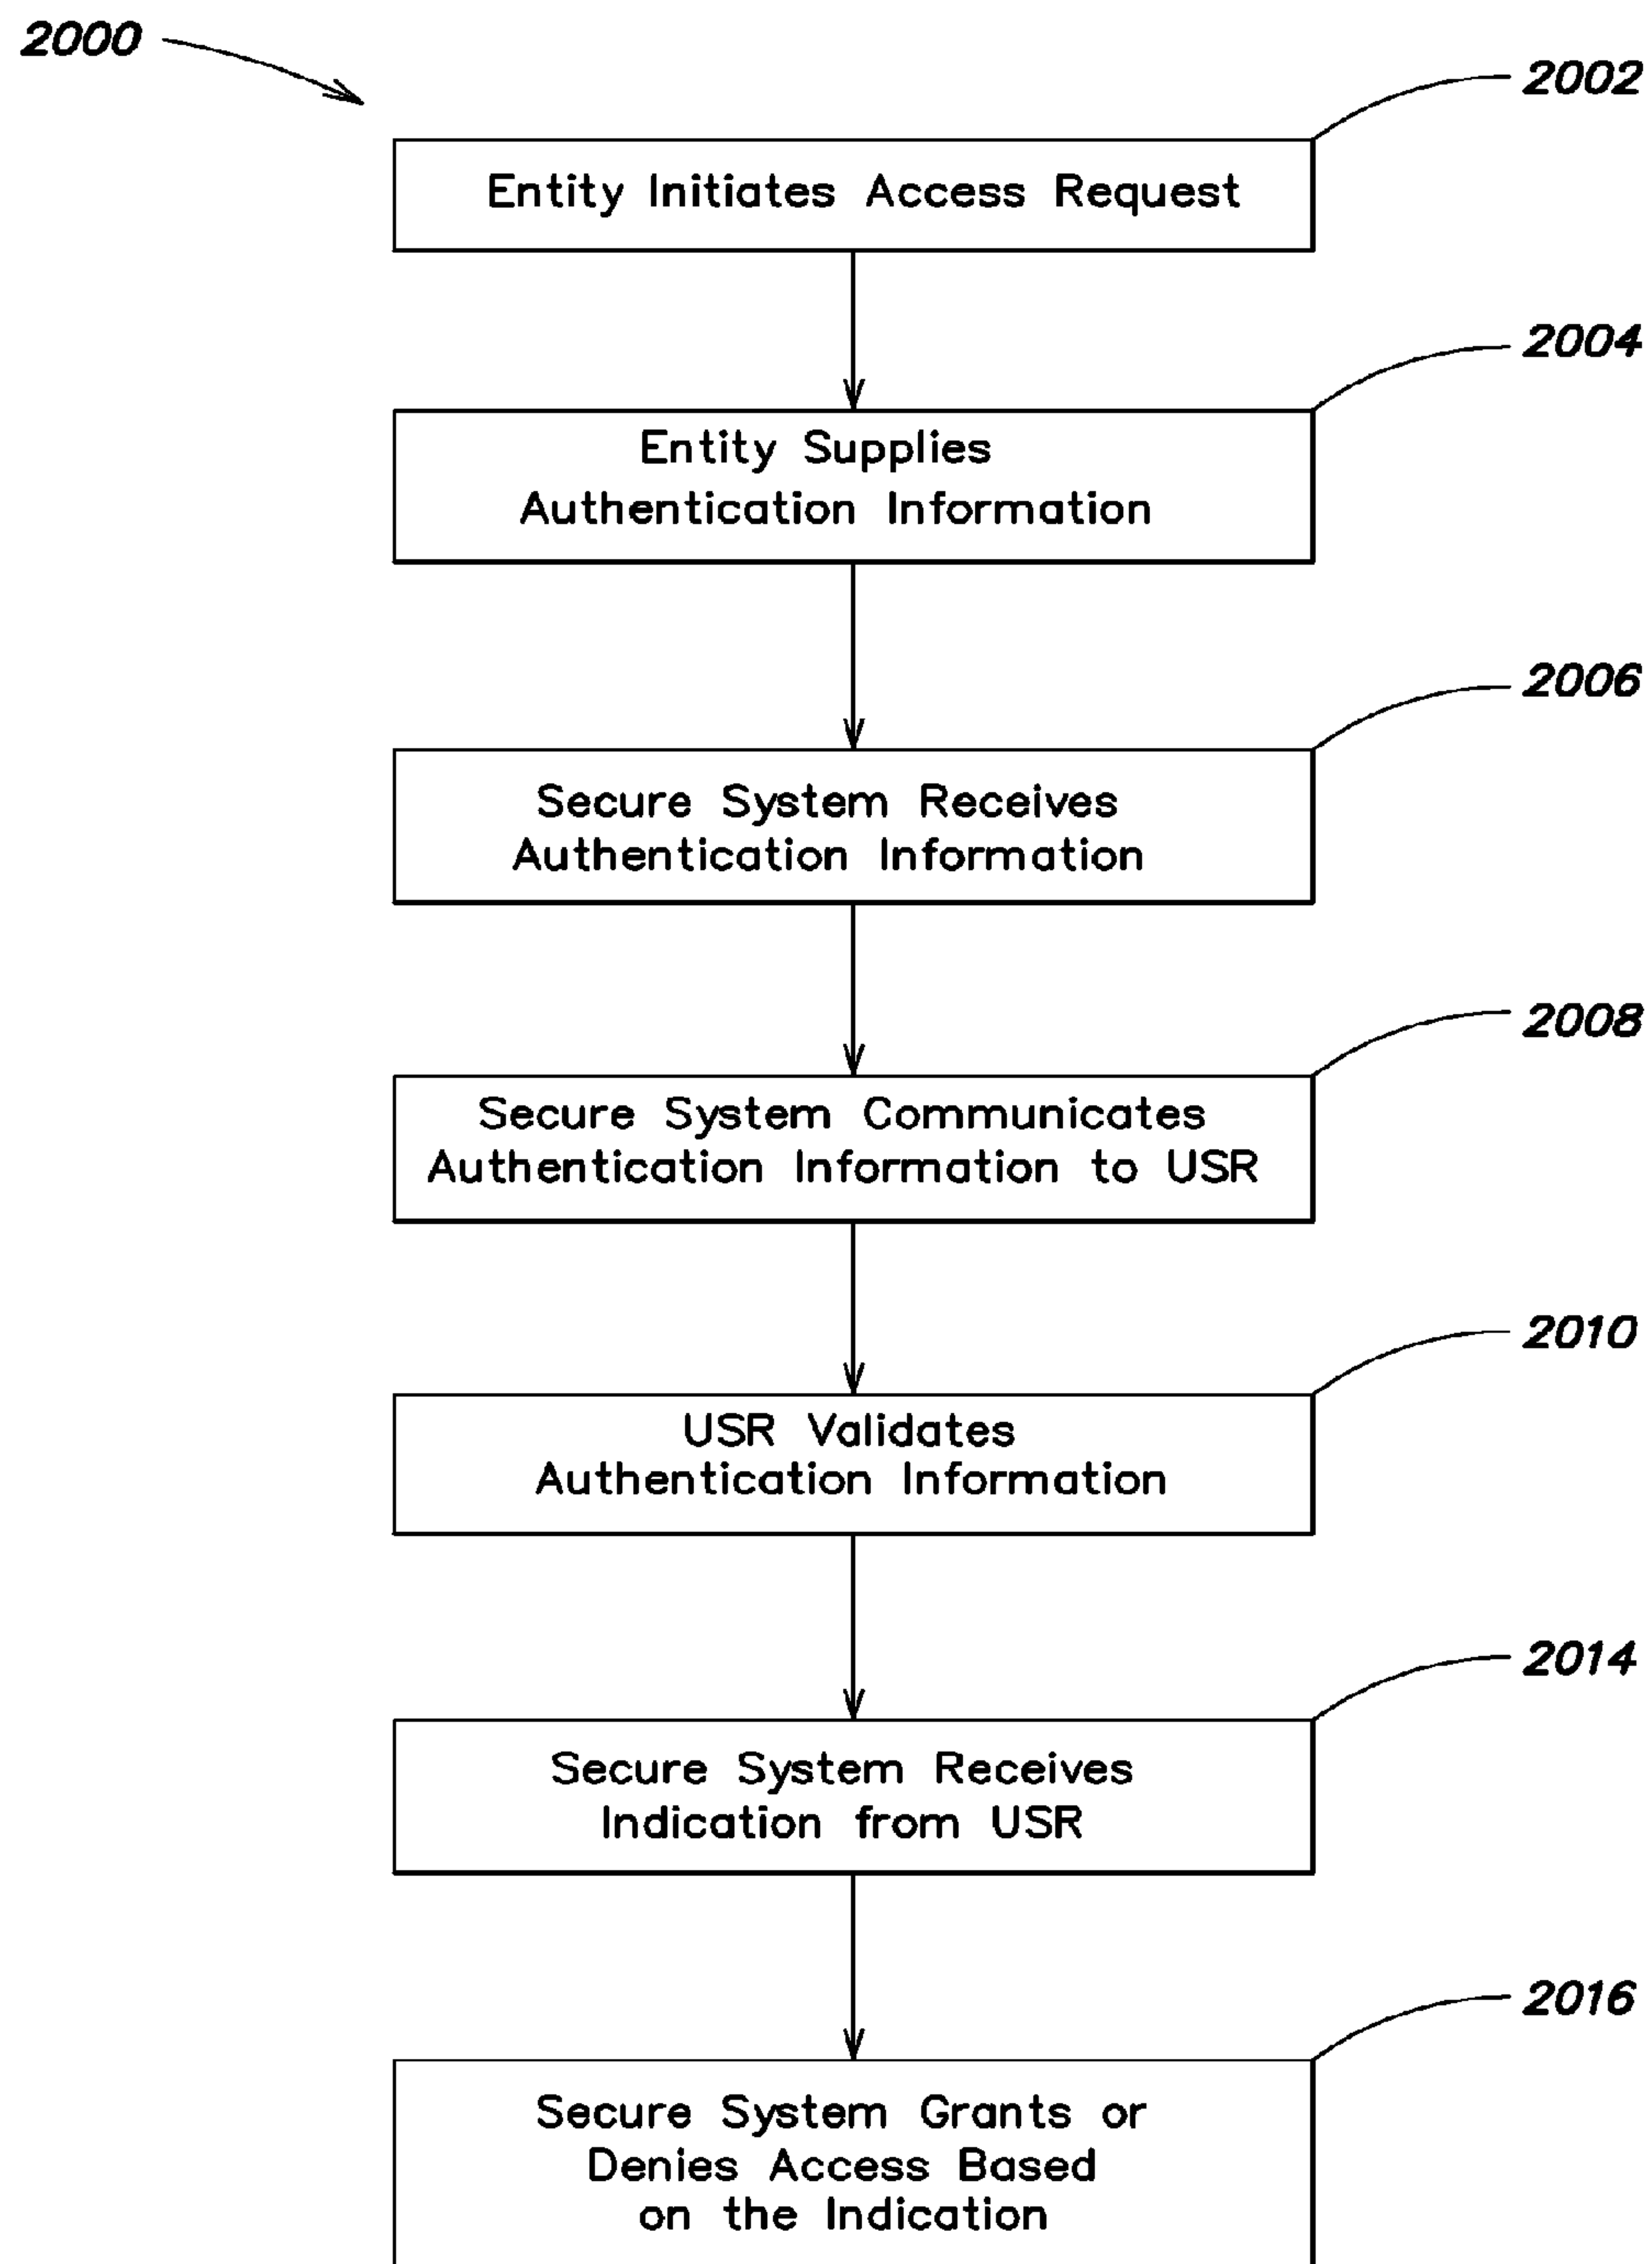 2000
2002
Entity Initiates Access Request
2004
Entity Supplies
Authentication Information
2006
Secure System Receives
Authentication Information
2008
Secure System Communicates
Authentication Information to USR
2010
USR Validates
Authentication Information
2014
Secure System Receives
Indication from USR
2016
Secure System Grants or
Denies Access Based
on the Indication